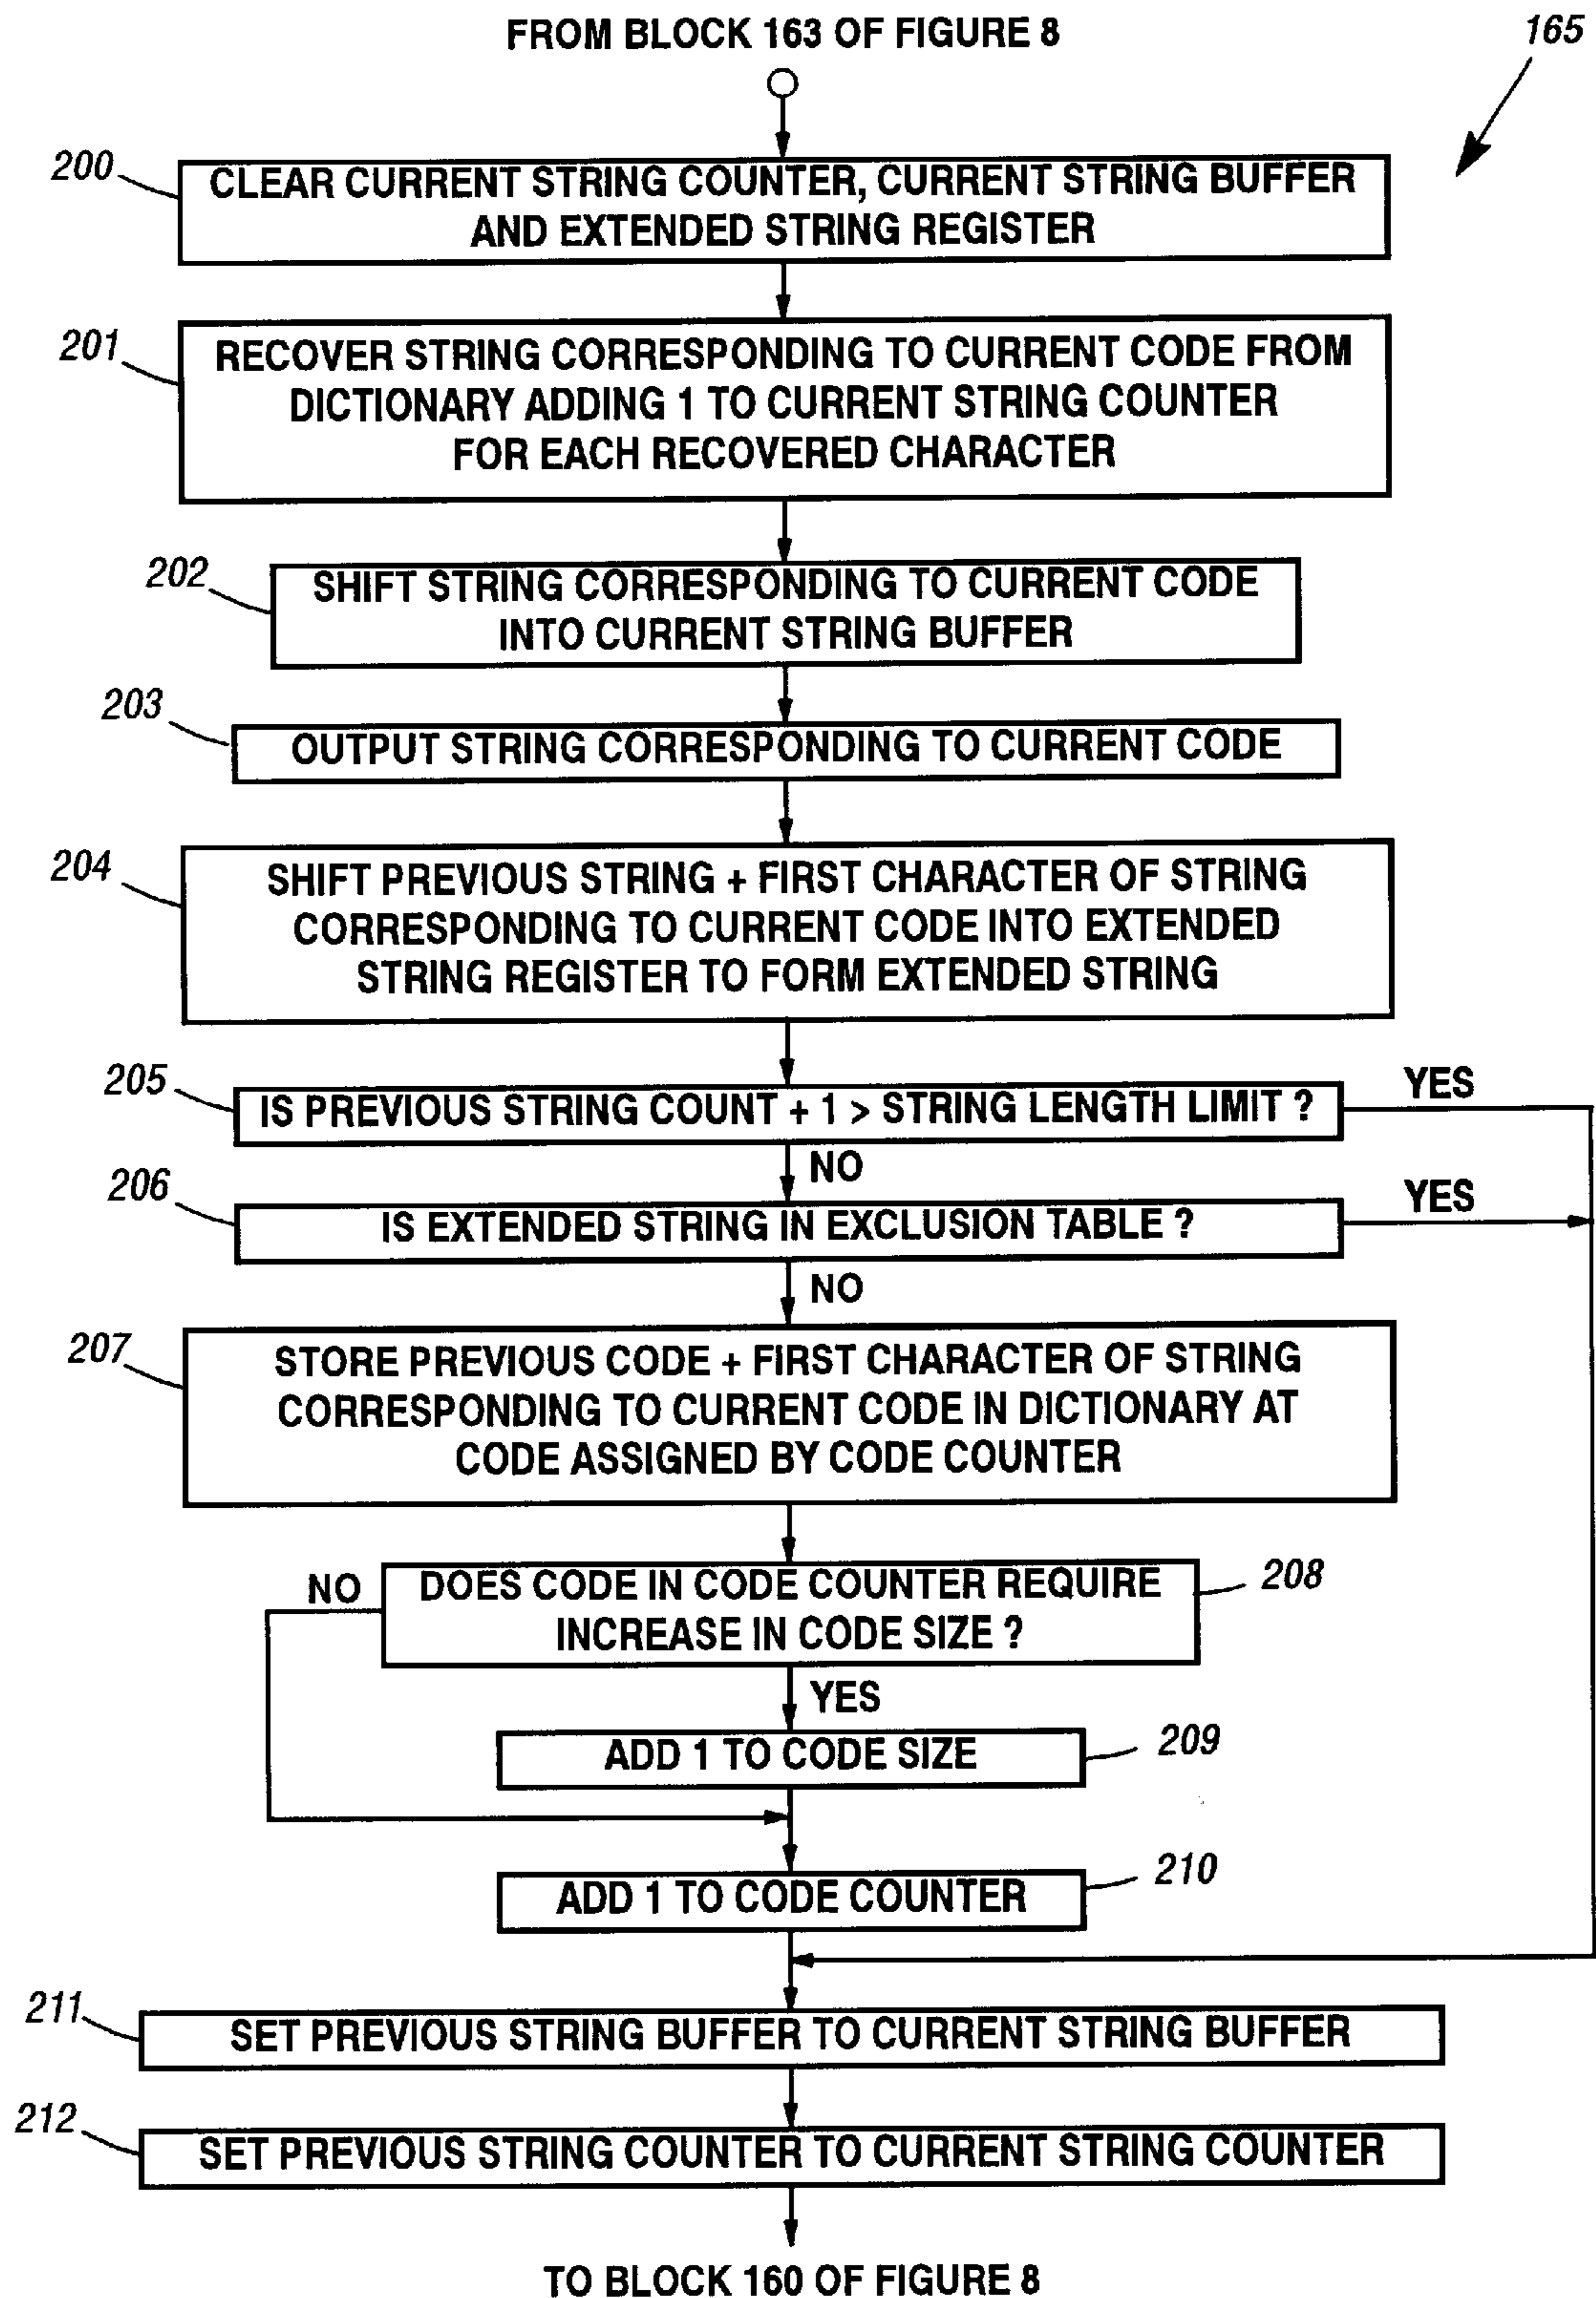 FROM BLOCK 163 OF FIGURE 8
165
200
CLEAR CURRENT STRING COUNTER, CURRENT STRING BUFFER
AND EXTENDED STRING REGISTER
201
RECOVER STRING CORRESPONDING TO CURRENT CODE FROM
DICTIONARY ADDING 1 TO CURRENT STRING COUNTER
FOR EACH RECOVERED CHARACTER
202
SHIFT STRING CORRESPONDING TO CURRENT CODE
INTO CURRENT STRING BUFFER
203
OUTPUT STRING CORRESPONDING TO CURRENT CODE
204
SHIFT PREVIOUS STRING + FIRST CHARACTER OF STRING
CORRESPONDING TO CURRENT CODE INTO EXTENDED
STRING REGISTER TO FORM EXTENDED STRING
205
IS PREVIOUS STRING COUNT + 1 > STRING LENGTH LIMIT ?
YES
NO
206
IS EXTENDED STRING IN EXCLUSION TABLE ?
YES
NO
207
STORE PREVIOUS CODE + FIRST CHARACTER OF STRING
CORRESPONDING TO CURRENT CODE IN DICTIONARY AT
CODE ASSIGNED BY CODE COUNTER
NO
DOES CODE IN CODE COUNTER REQUIRE
INCREASE IN CODE SIZE ?
208
YES
ADD 1 TO CODE SIZE
209
ADD 1 TO CODE COUNTER
210
211
SET PREVIOUS STRING BUFFER TO CURRENT STRING BUFFER
212
SET PREVIOUS STRING COUNTER TO CURRENT STRING COUNTER
TO BLOCK 160 OF FIGURE 8